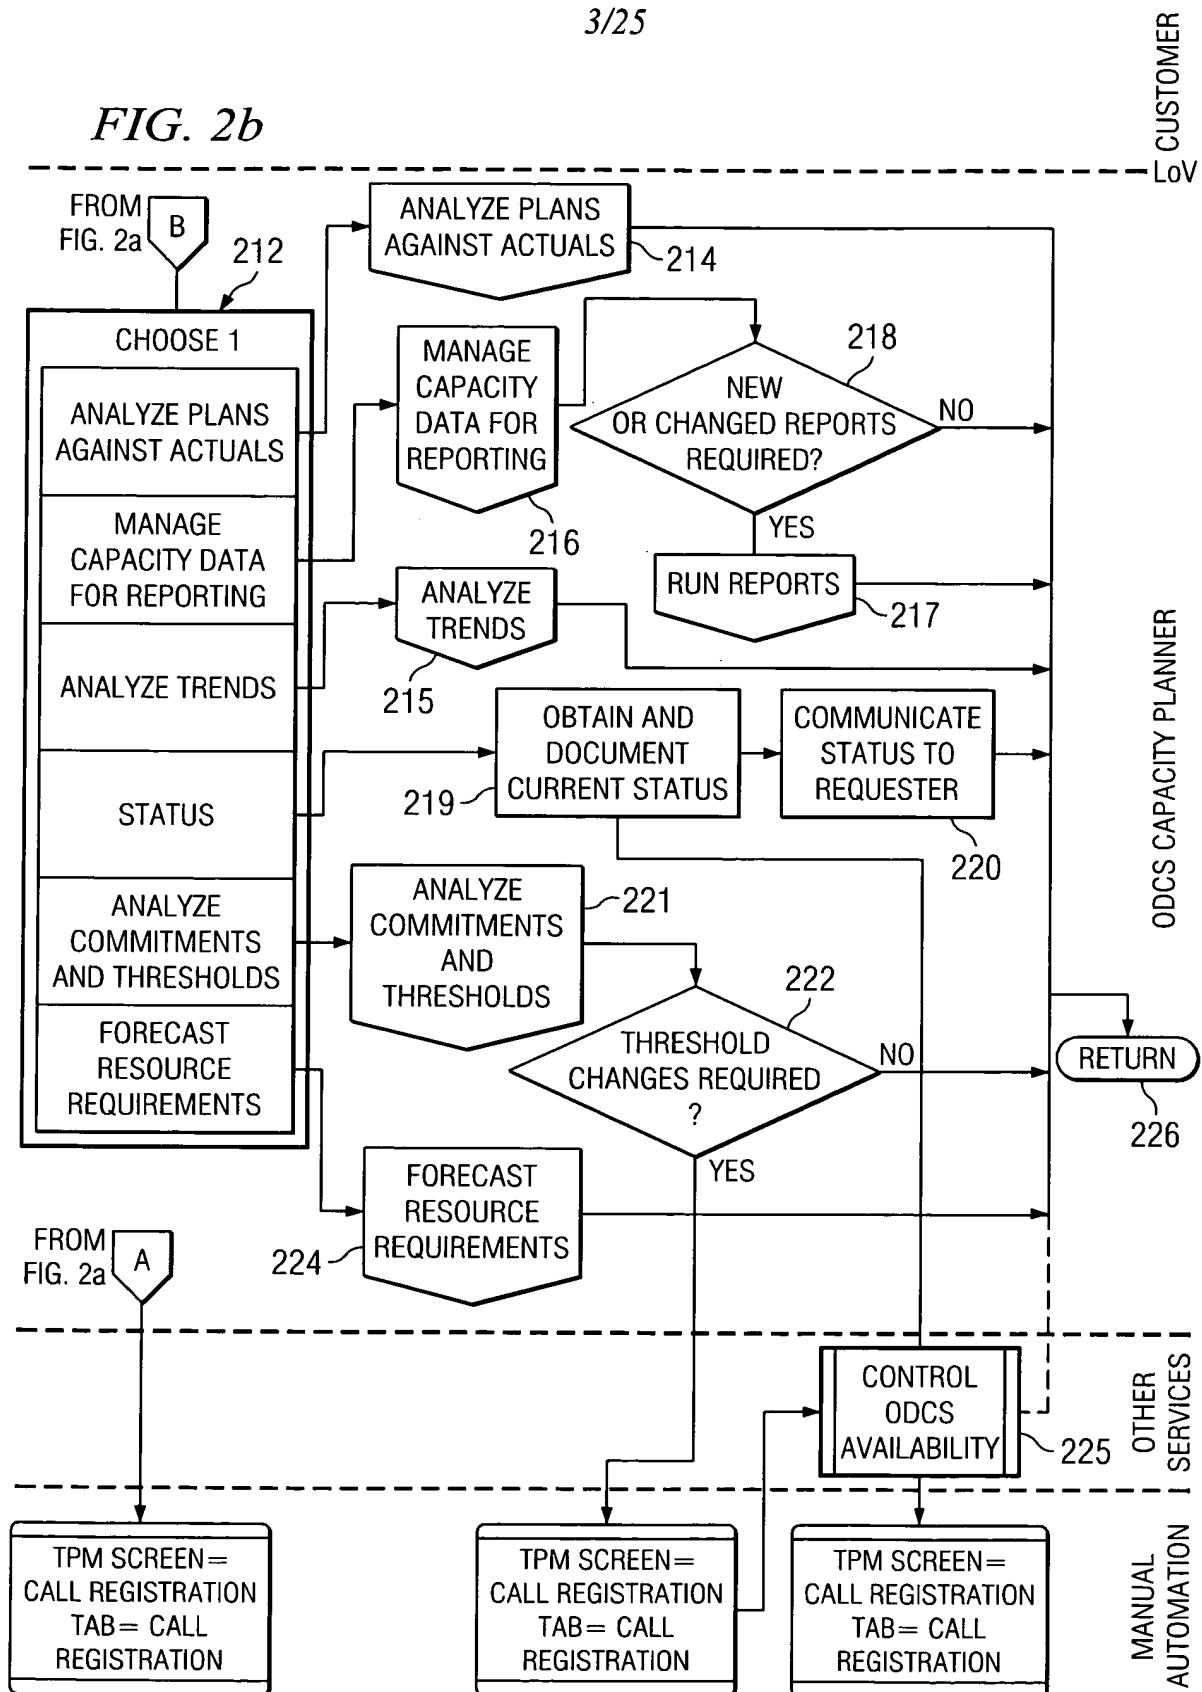 3/25
FIG. 2b
CUSTOMER
LoV
FROM
FIG. 2a
B
212
CHOOSE 1
ANALYZE PLANS
AGAINST ACTUALS
MANAGE
CAPACITY DATA
FOR REPORTING
ANALYZE TRENDS
STATUS
ANALYZE
COMMITMENTS
AND THRESHOLDS
FORECAST
RESOURCE
REQUIREMENTS
ANALYZE PLANS
AGAINST ACTUALS
214
MANAGE
CAPACITY
DATA FOR
REPORTING
216
NEW
OR CHANGED REPORTS
REQUIRED?
218
NO
YES
RUN REPORTS
217
ANALYZE
TRENDS
215
OBTAIN AND
DOCUMENT
CURRENT STATUS
219
COMMUNICATE
STATUS TO
REQUESTER
220
ANALYZE
COMMITMENTS
AND
THRESHOLDS
221
THRESHOLD
CHANGES REQUIRED
?
222
NO
YES
RETURN
226
FORECAST
RESOURCE
REQUIREMENTS
224
ODCS CAPACITY PLANNER
FROM
FIG. 2a
A
CONTROL
ODCS
AVAILABILITY
225
OTHER
SERVICES
TPM SCREEN=
CALL REGISTRATION
TAB= CALL
REGISTRATION
TPM SCREEN=
CALL REGISTRATION
TAB= CALL
REGISTRATION
TPM SCREEN=
CALL REGISTRATION
TAB= CALL
REGISTRATION
MANUAL
AUTOMATION